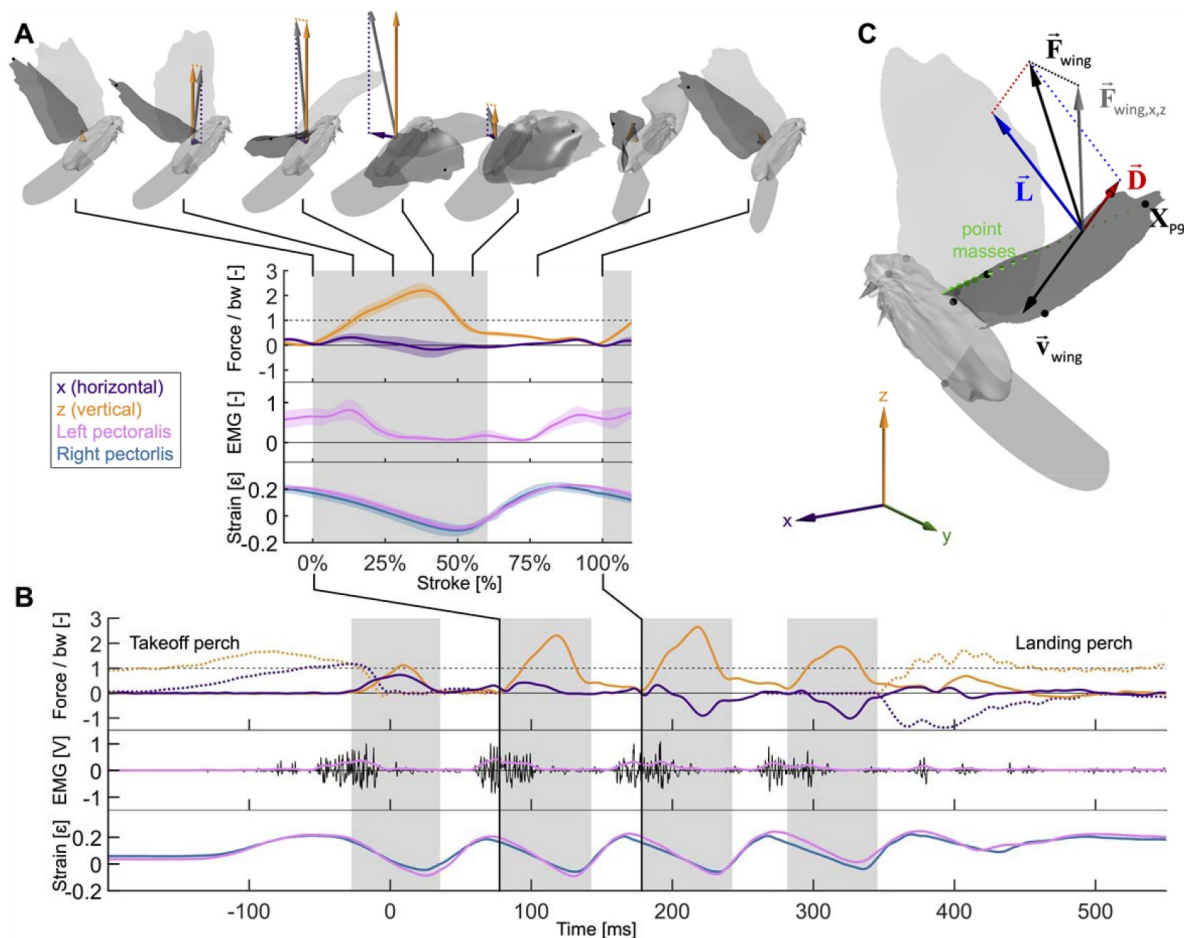 A
C
F⃗wing
F⃗wing,x,z
L⃗
D⃗
XP9
point
masses
v⃗wing
z
x
y
x (horizontal)
z (vertical)
Left pectoralis
Right pectorlis
Force / bw [-]
3
2
1
0
-1
EMG [-]
1
0
Strain [ε]
0.2
0
-0.2
0% 25% 50% 75% 100%
Stroke [%]
B
Takeoff perch
Landing perch
Force / bw [-]
3
2
1
0
-1
EMG [V]
1
0
-1
Strain [ε]
0.2
0
-0.2
-100 0 100 200 300 400 500
Time [ms]